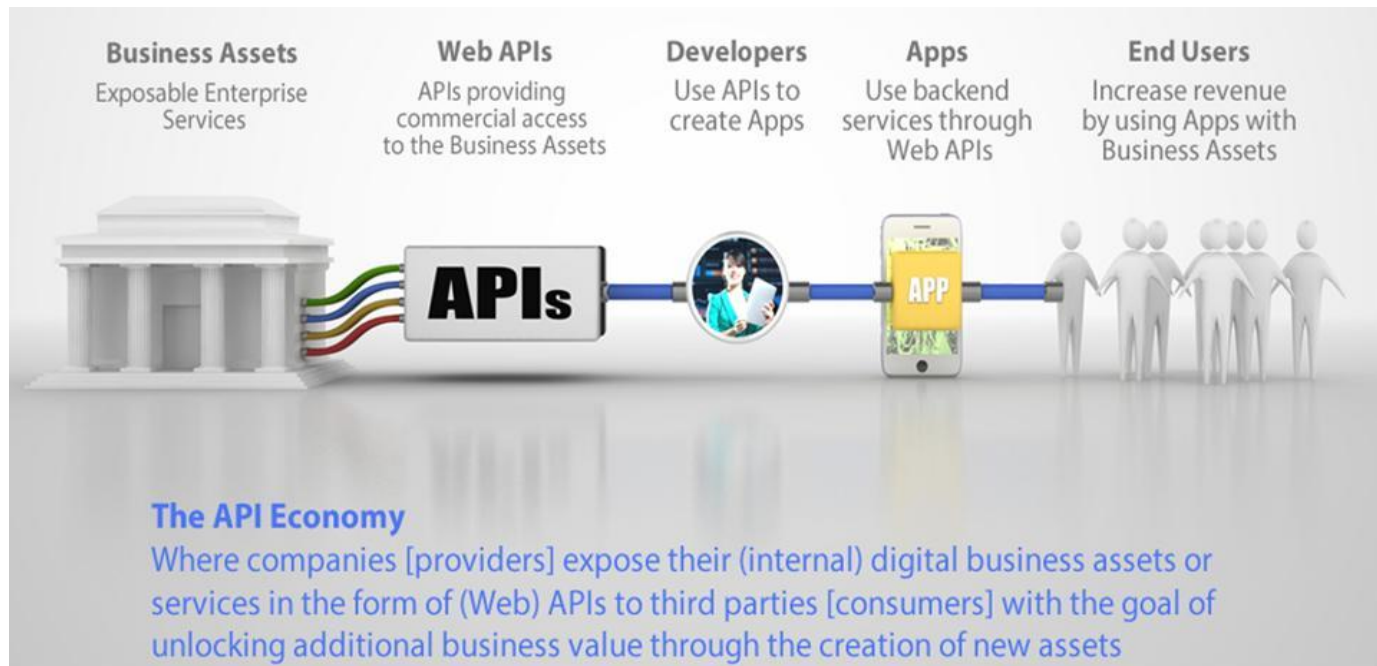 Business Assets
Exposable Enterprise
Services
Web APIs
APIs providing
commercial access
to the Business Assets
Developers
Use APIs to
create Apps
Apps
Use backend
services through
Web APIs
End Users
Increase revenue
by using Apps with
Business Assets
APIs
APP
The API Economy
Where companies [providers] expose their (internal) digital business assets or
services in the form of (Web) APIs to third parties [consumers] with the goal of
unlocking additional business value through the creation of new assets